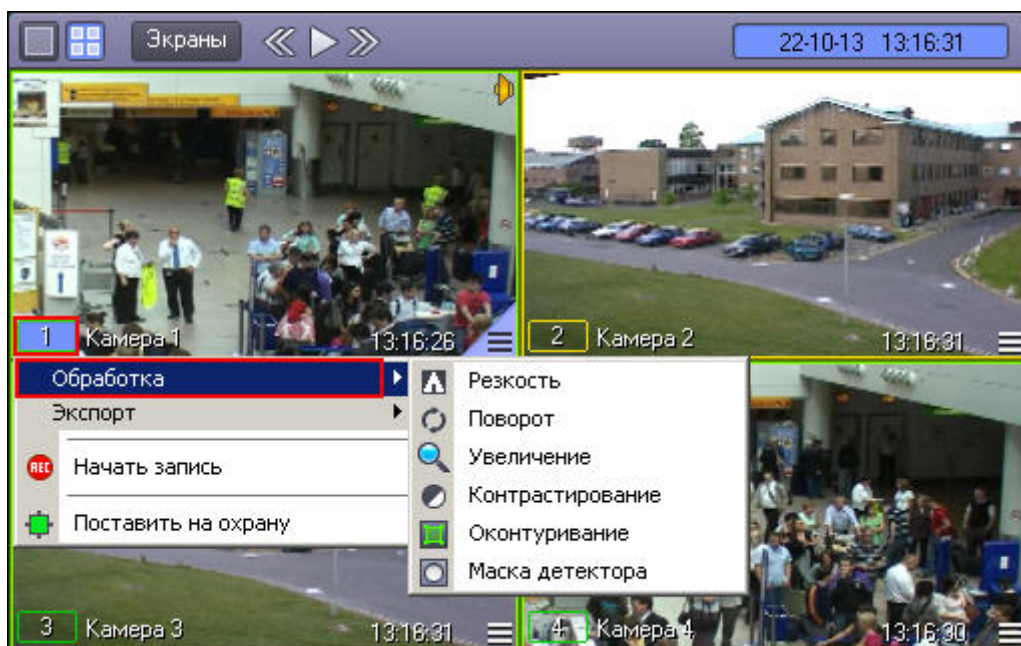 Экраны
22-10-13 13:16:31
1 Камера 1 13:16:26
2 Камера 2 13:16:31
Обработка
Экспорт
REC Начать запись
Поставить на охрану
Резкость
Поворот
Увеличение
Контрастирование
Оконтуривание
Маска детектора
3 Камера 3 13:16:31
4 Камера 4 13:16:30